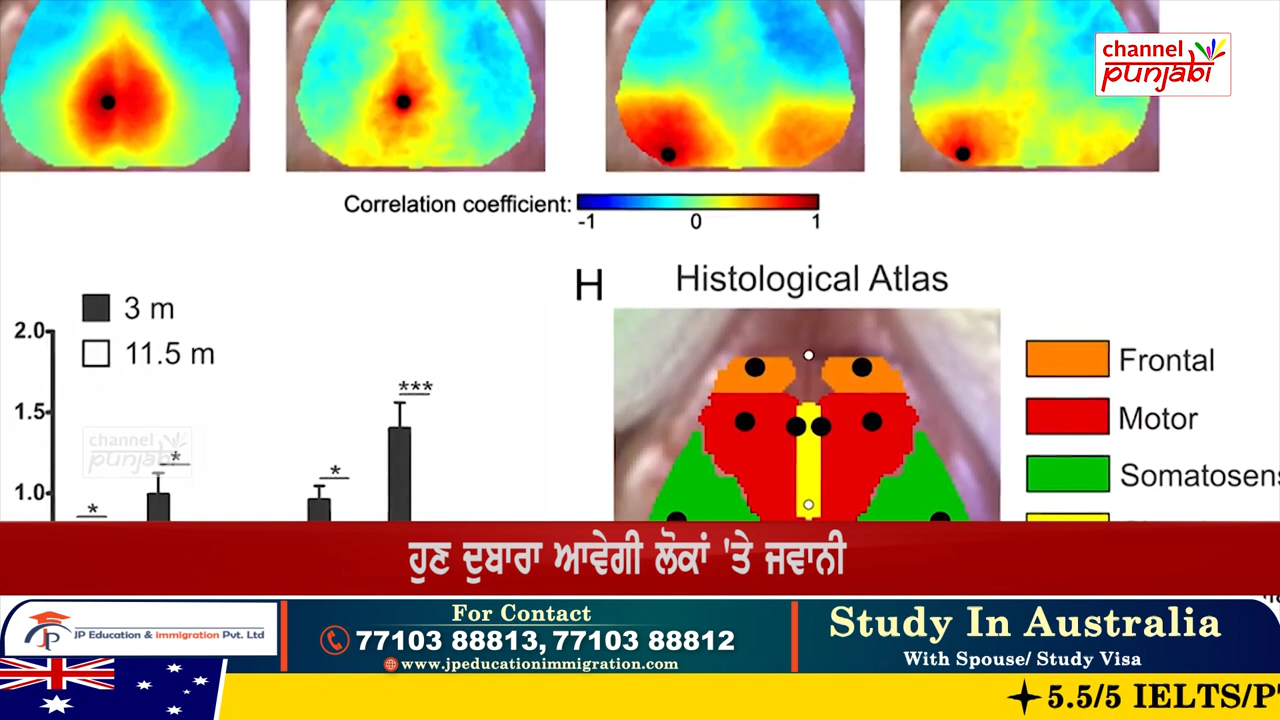 channel
punjabi
Correlation coefficient:
-1 0 1
H
Histological Atlas
3 m
11.5 m
2.0
1.5
1.0
***
*
*
*
channel
punjabi
Frontal
Motor
Somatosens
ਹੁਣ ਦੁਬਾਰਾ ਆਵੇਗੀ ਲੋਕਾਂ 'ਤੇ ਜਵਾਨੀ
JP Education & immigration Pvt. Ltd
For Contact
77103 88813, 77103 88812
www.jpeducationimmigration.com
Study In Australia
With Spouse/ Study Visa
5.5/5 IELTS/PT